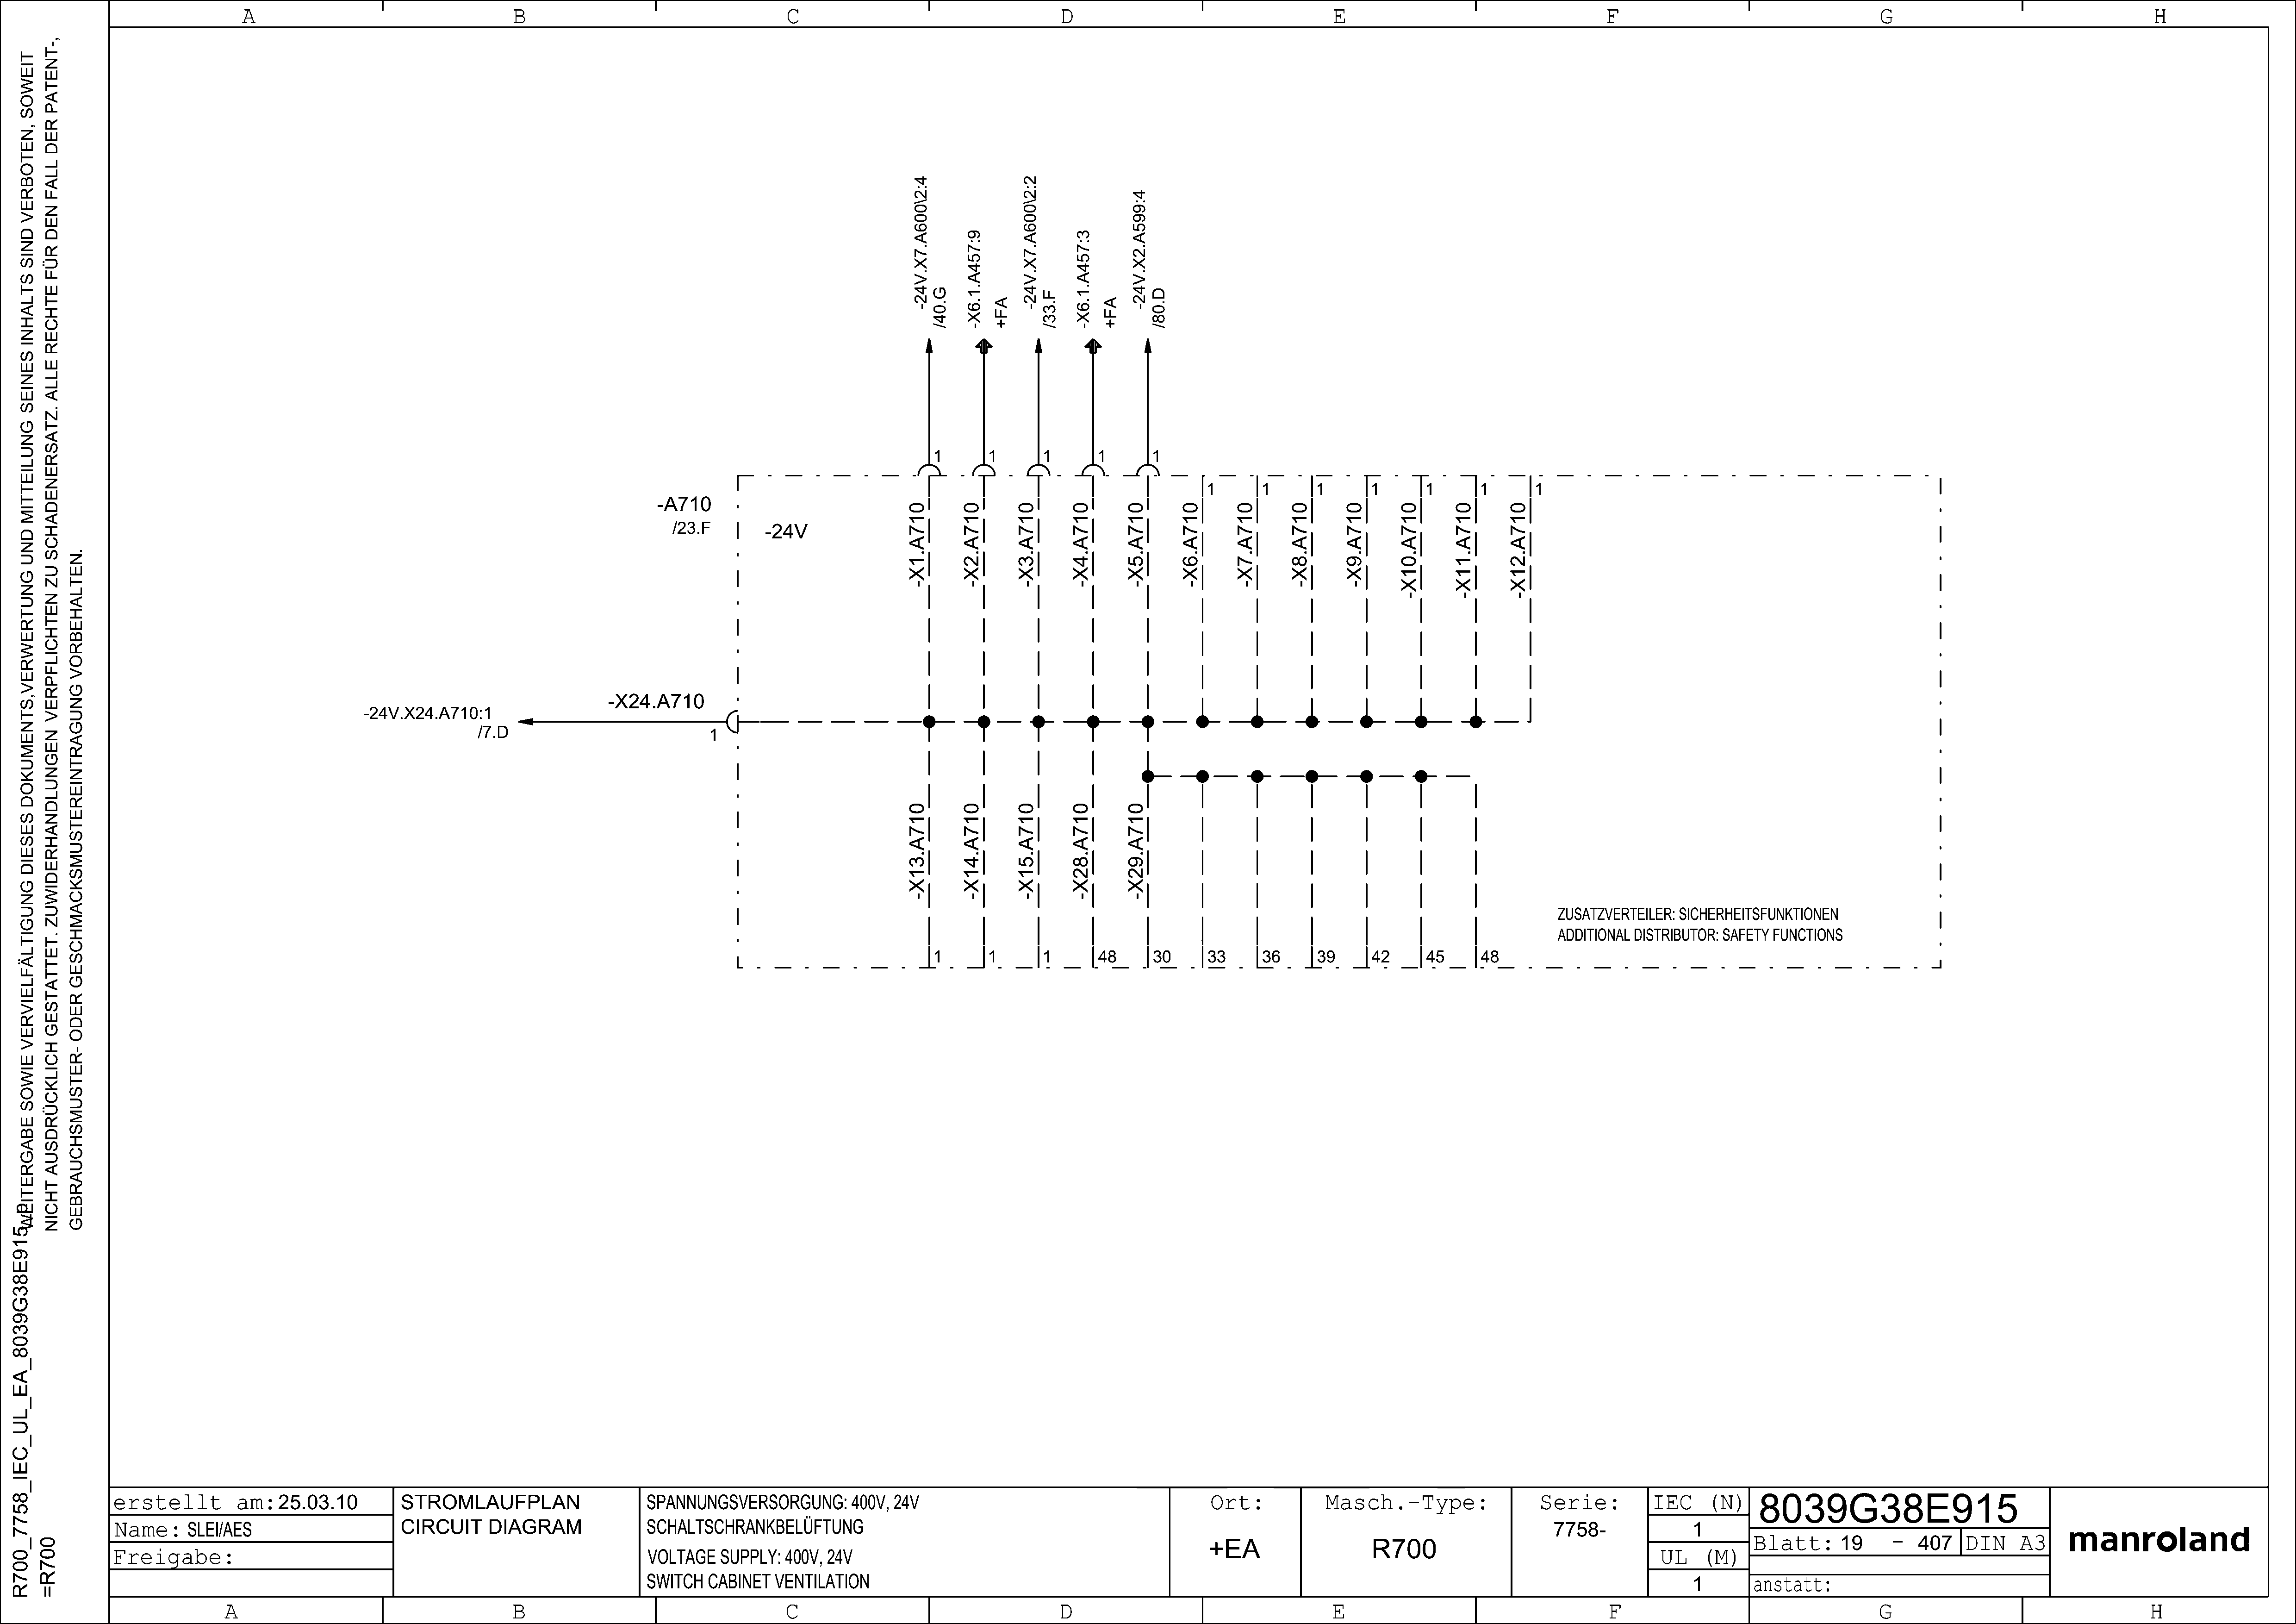 A B C D E F G H
WEITERGABE SOWIE VERVIELFÄLTIGUNG DIESES DOKUMENTS,VERWERTUNG UND MITTEILUNG SEINES INHALTS SIND VERBOTEN, SOWEIT
NICHT AUSDRÜCKLICH GESTATTET. ZUWIDERHANDLUNGEN VERPFLICHTEN ZU SCHADENERSATZ. ALLE RECHTE FÜR DEN FALL DER PATENT-,
GEBRAUCHSMUSTER- ODER GESCHMACKSMUSTEREINTRAGUNG VORBEHALTEN.
R700_7758_IEC_UL_EA_8039G38E915_D
=R700
-24V.X7.A600\2:4
/40.G
-X6.1.A457:9
+FA
-24V.X7.A600\2:2
/33.F
-X6.1.A457:3
+FA
-24V.X2.A599:4
/80.D
1 1 1 1 1
1 1 1 1 1 1 1
-A710
/23.F
-24V
-X1.A710
-X2.A710
-X3.A710
-X4.A710
-X5.A710
-X6.A710
-X7.A710
-X8.A710
-X9.A710
-X10.A710
-X11.A710
-X12.A710
-X24.A710
-24V.X24.A710:1
/7.D
1
-X13.A710
-X14.A710
-X15.A710
-X28.A710
-X29.A710
ZUSATZVERTEILER: SICHERHEITSFUNKTIONEN
ADDITIONAL DISTRIBUTOR: SAFETY FUNCTIONS
1 1 1 48 30 33 36 39 42 45 48
erstellt am: 25.03.10
Name: SLEI/AES
Freigabe:
STROMLAUFPLAN
CIRCUIT DIAGRAM
SPANNUNGSVERSORGUNG: 400V, 24V
SCHALTSCHRANKBELÜFTUNG
VOLTAGE SUPPLY: 400V, 24V
SWITCH CABINET VENTILATION
Ort:
+EA
Masch.-Type:
R700
Serie:
7758-
IEC (N)
1
UL (M)
1
8039G38E915
Blatt: 19 - 407 DIN A3
anstatt:
manroland
A B C D E F G H